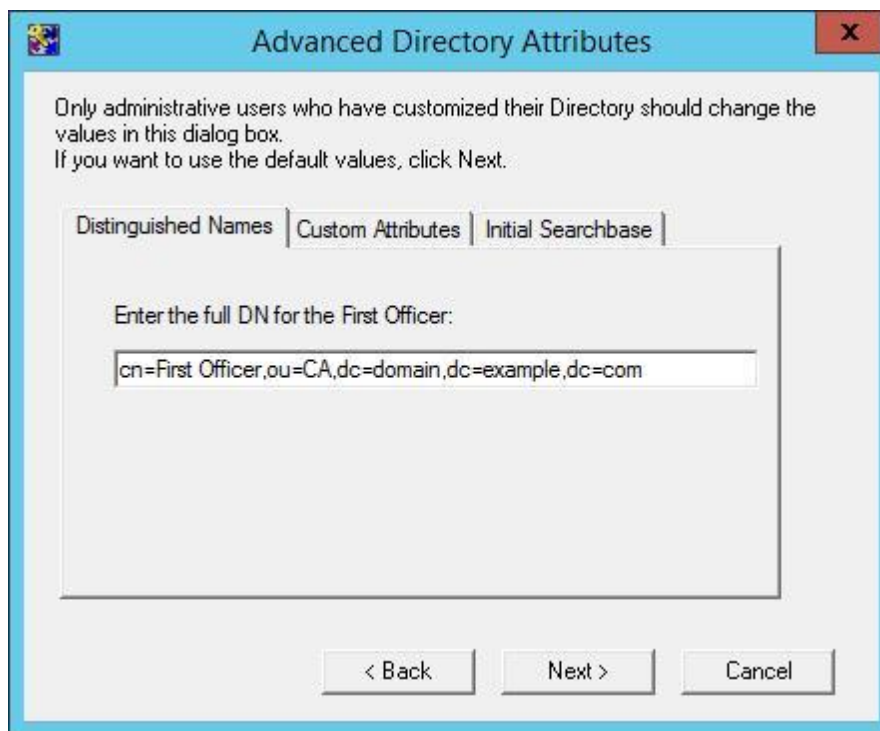 Advanced Directory Attributes
x
Only administrative users who have customized their Directory should change the
values in this dialog box.
If you want to use the default values, click Next.
Distinguished Names Custom Attributes Initial Searchbase
Enter the full DN for the First Officer:
cn=First Officer,ou=CA,dc=domain,dc=example,dc=com
< Back Next > Cancel